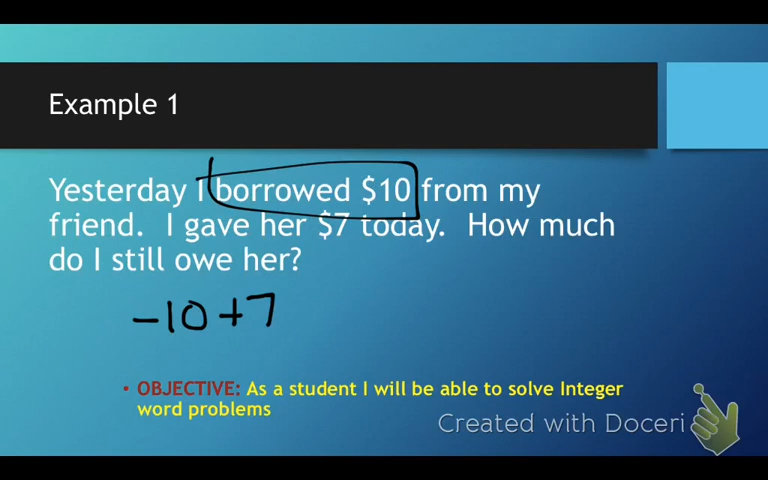 Example 1
Yesterday I borrowed $10 from my
friend. I gave her $7 today. How much
do I still owe her?
-10+7
• OBJECTIVE: As a student I will be able to solve Integer
word problems
Created with Doceri